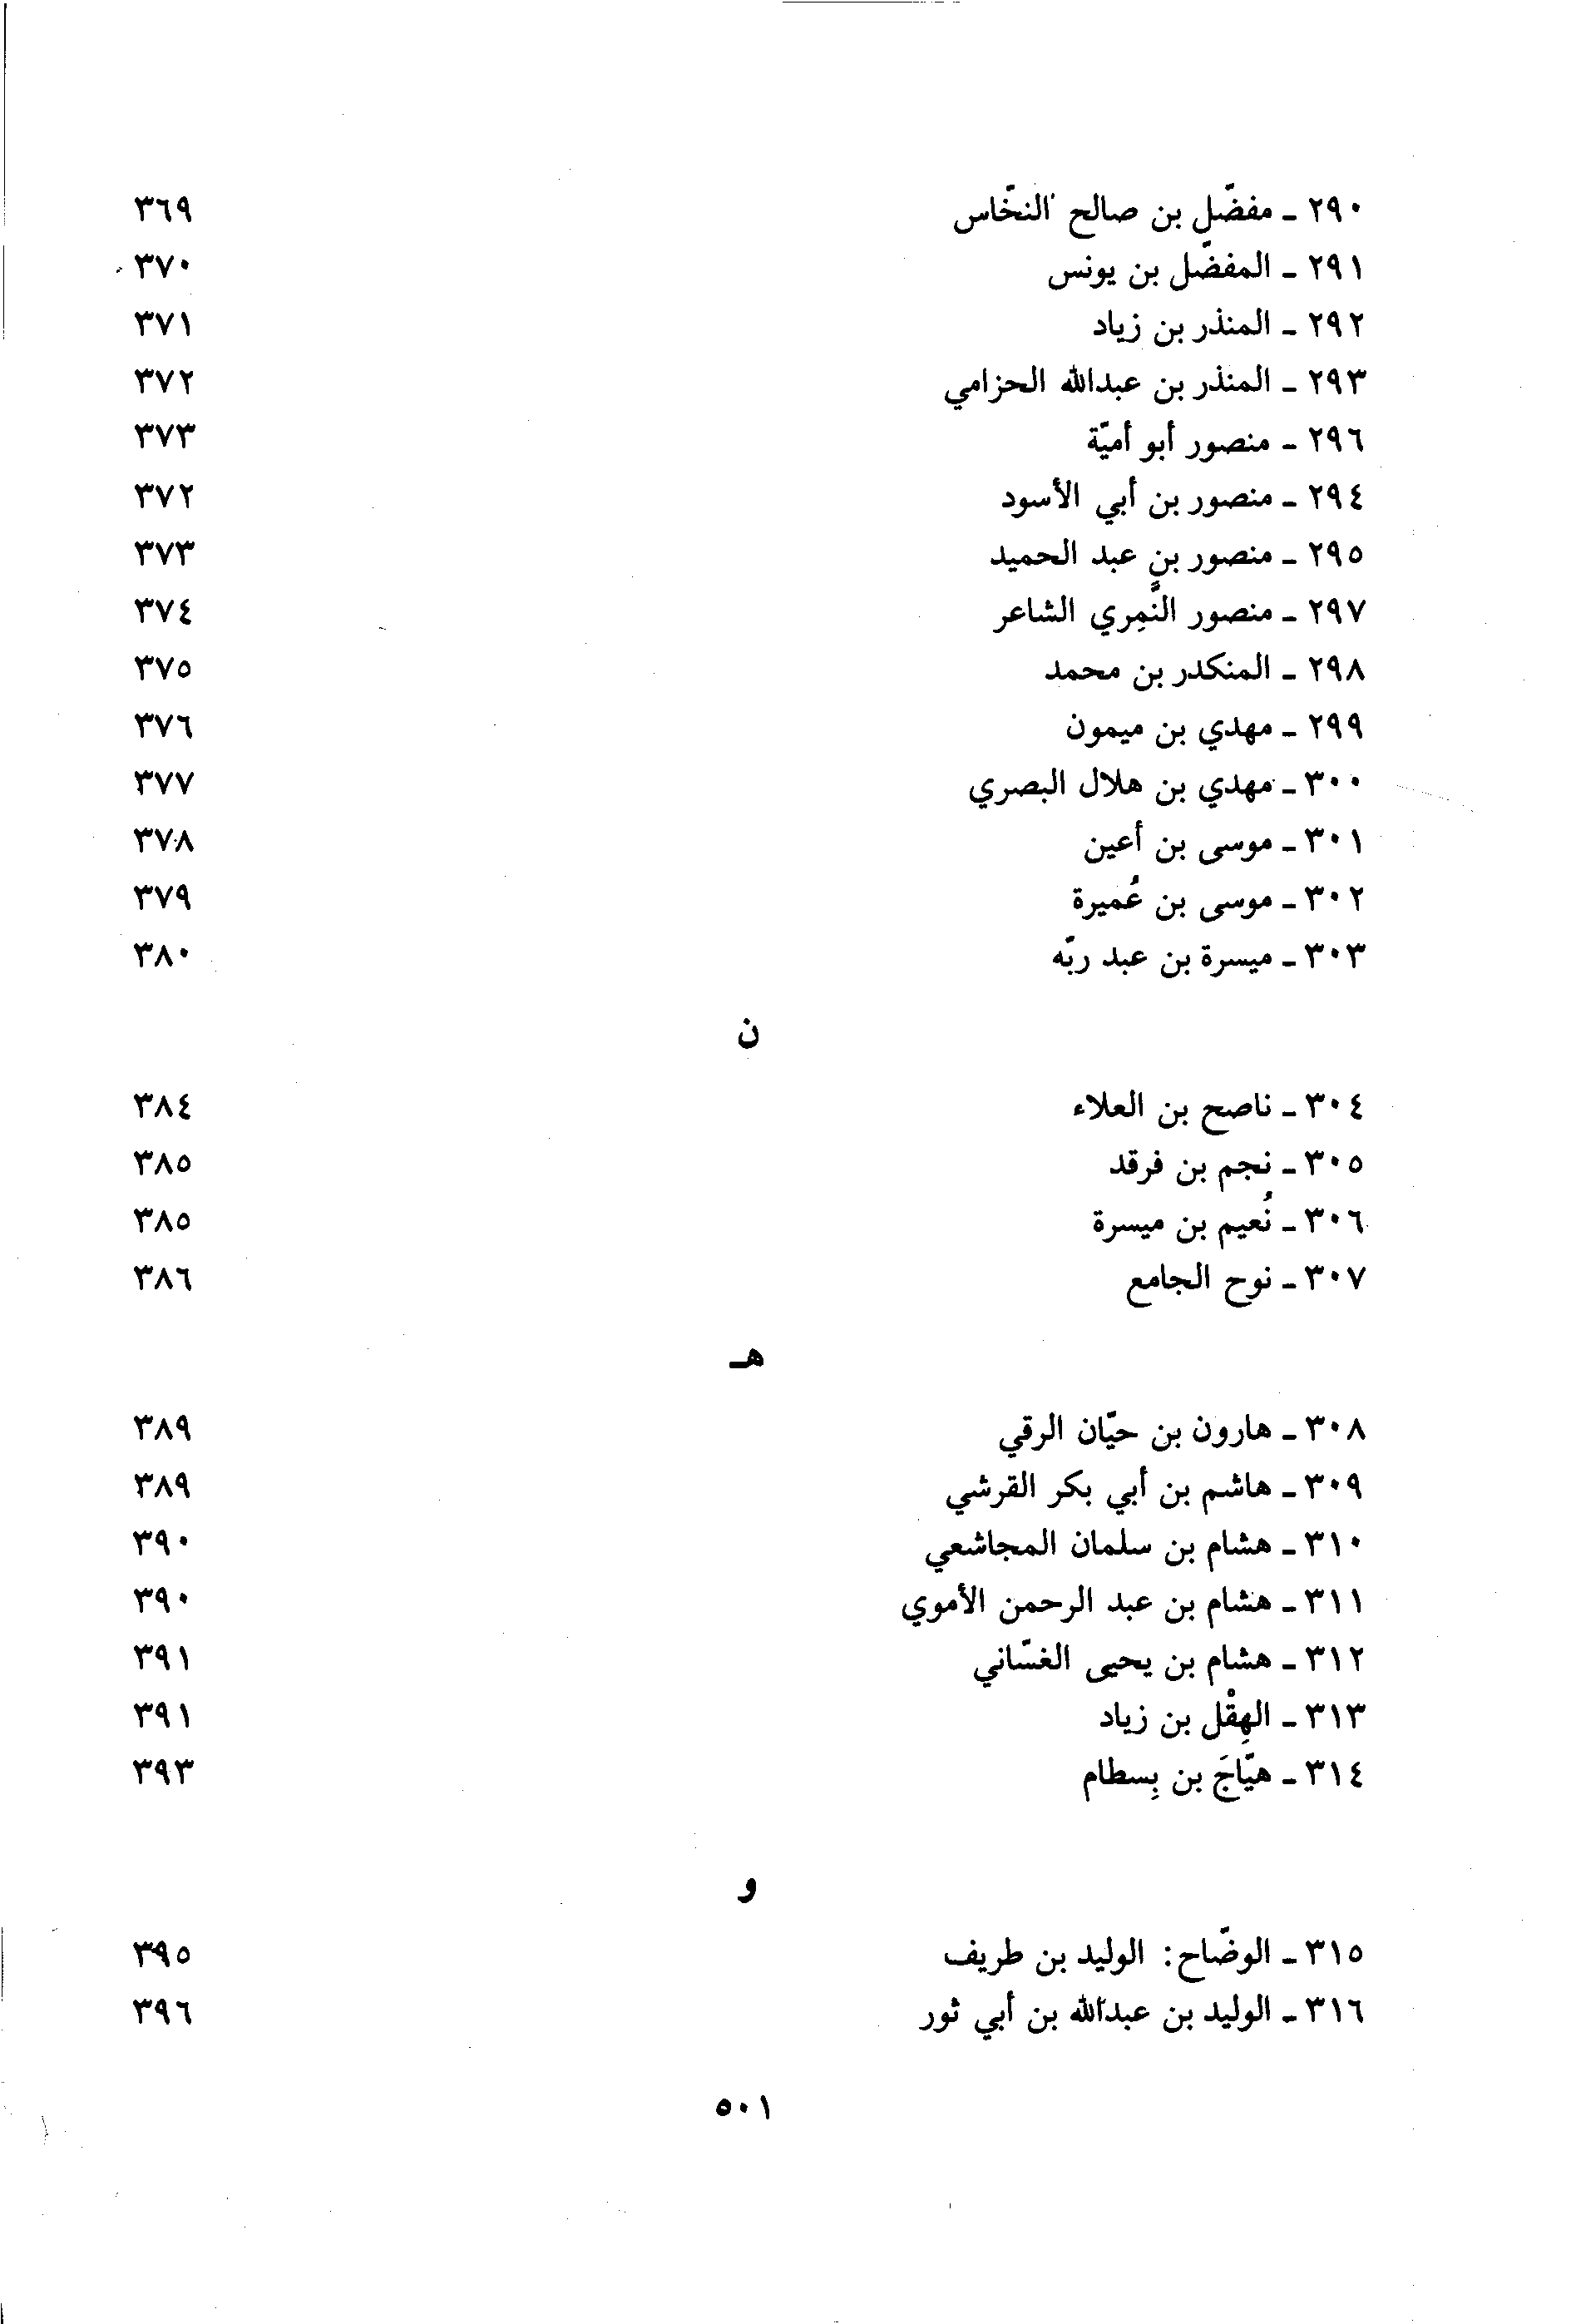 ٢٩٠ - مفضّل بن صالح النخّاس ٣٦٩
٢٩١ - المفضّل بن يونس ٣٧٠
٢٩٢ - المنذر بن زياد ٣٧١
٢٩٣ - المنذر بن عبدالله الحزامي ٣٧٢
٢٩٦ - منصور أبو أميّة ٣٧٣
٢٩٤ - منصور بن أبي الأسود ٣٧٢
٢٩٥ - منصور بن عبد الحميد ٣٧٣
٢٩٧ - منصور النَّمِري الشاعر ٣٧٤
٢٩٨ - المنكدر بن محمد ٣٧٥
٢٩٩ - مهدي بن ميمون ٣٧٦
٣٠٠ - مهدي بن هلال البصري ٣٧٧
٣٠١ - موسى بن أعين ٣٧٨
٣٠٢ - موسى بن عُميرة ٣٧٩
٣٠٣ - ميسرة بن عبد ربّه ٣٨٠
ن
٣٠٤ - ناصح بن العلاء ٣٨٤
٣٠٥ - نجم بن فرقد ٣٨٥
٣٠٦ - نُعيم بن ميسرة ٣٨٥
٣٠٧ - نوح الجامع ٣٨٦
هـ
٣٠٨ - هارون بن حيّان الرقي ٣٨٩
٣٠٩ - هاشم بن أبي بكر القرشي ٣٨٩
٣١٠ - هشام بن سلمان المجاشعي ٣٩٠
٣١١ - هشام بن عبد الرحمن الأموي ٣٩٠
٣١٢ - هشام بن يحيى الغسّاني ٣٩١
٣١٣ - الهِقْل بن زياد ٣٩١
٣١٤ - هيّاجَ بن بِسطام ٣٩٣
و
٣١٥ - الوضّاح: الوليد بن طريف ٣٩٥
٣١٦ - الوليد بن عبدالله بن أبي ثور ٣٩٦
٥٠١